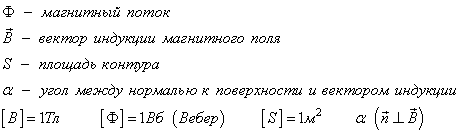 Φ – магнитный поток
B⃗ – вектор индукции магнитного поля
S – площадь контура
α – угол между нормалью к поверхности и вектором индукции
[B] = 1Тл [Φ] = 1Вб (Вебер) [S] = 1м² α (n⃗ ⊥ B⃗)